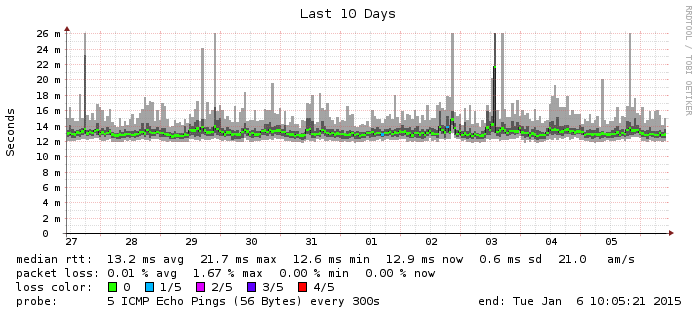 Last 10 Days
RRDTOOL / TOBI OETIKER
Seconds
26 m
24 m
22 m
20 m
18 m
16 m
14 m
12 m
10 m
8 m
6 m
4 m
2 m
0
27 28 29 30 31 01 02 03 04 05
median rtt: 13.2 ms avg 21.7 ms max 12.6 ms min 12.9 ms now 0.6 ms sd 21.0 am/s
packet loss: 0.01 % avg 1.67 % max 0.00 % min 0.00 % now
loss color: 0 1/5 2/5 3/5 4/5
probe: 5 ICMP Echo Pings (56 Bytes) every 300s end: Tue Jan 6 10:05:21 2015